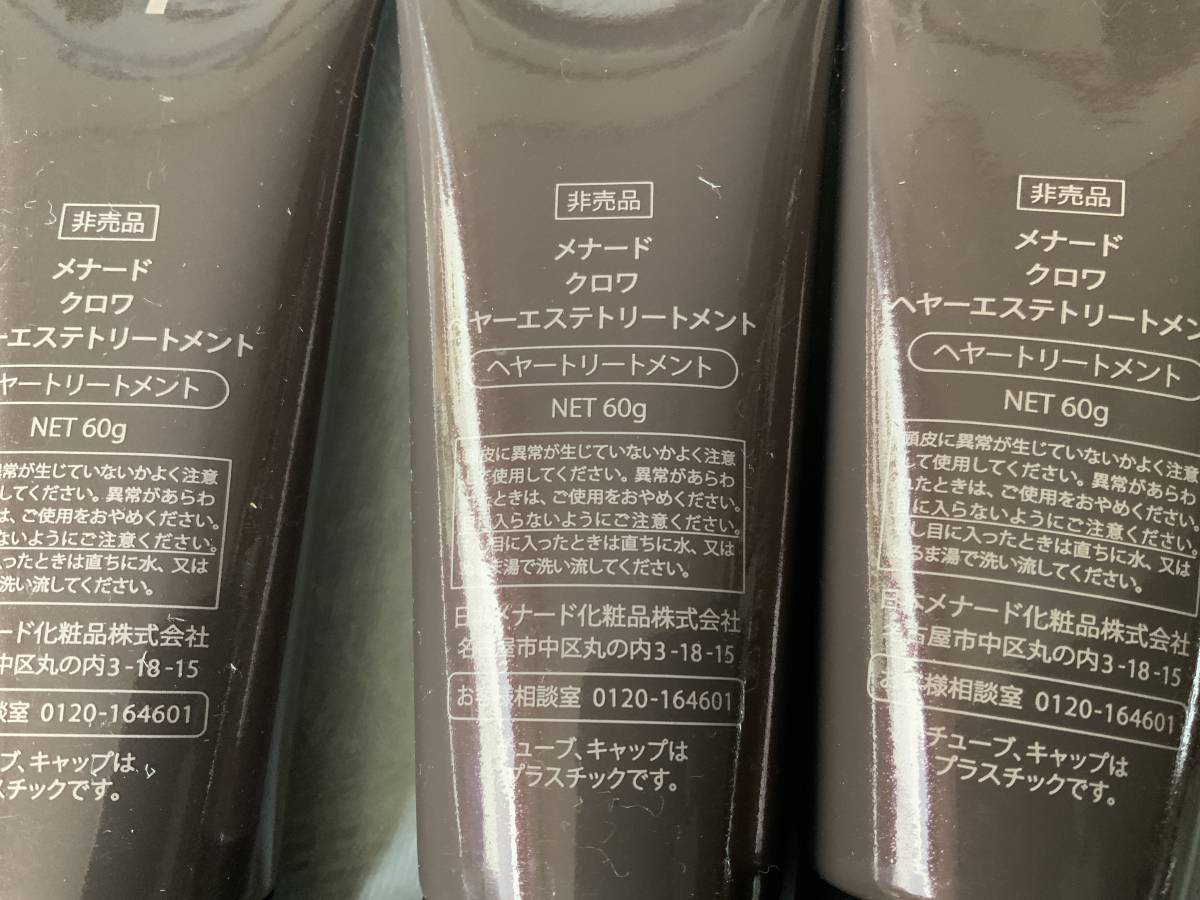 非売品
メナード
クロワ
ーエステトリートメント
ヤートリートメント
NET 60g
異常が生じていないかよく注意
してください。異常があらわ
は、ご使用をおやめください。
ないようにご注意ください。
入ったときは直ちに水、又は
洗い流してください。
ード化粧品株式会社
中区丸の内3-18-15
談室 0120-164601
ブ、キャップは
スチックです。
非売品
メナード
クロワ
ヤーエステトリートメント
ヘヤートリートメント
NET 60g
皮に異常が生じていないかよく注意
て使用してください。異常があらわ
れたときは、ご使用をおやめください。
に入らないようにご注意ください。
し目に入ったときは直ちに水、又は
ま湯で洗い流してください。
日本メナード化粧品株式会社
名古屋市中区丸の内3-18-15
お客様相談室 0120-164601
チューブ、キャップは
プラスチックです。
非売品
メナード
クロワ
ヘヤーエステトリートメン
ヘヤートリートメント
NET 60g
頭皮に異常が生じていないかよく注意
して使用してください。異常があらわ
れたときは、ご使用をおやめください。
に入らないようにご注意ください。
し目に入ったときは直ちに水、又は
るま湯で洗い流してください。
日本メナード化粧品株式会社
名古屋市中区丸の内3-18-15
お客様相談室 0120-164601
チューブ、キャップは
プラスチックです。